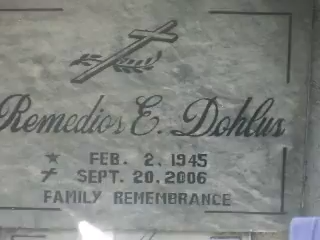 Remedios E. Dohlus
★ FEB. 2, 1945
✝ SEPT. 20, 2006
FAMILY REMEMBRANCE